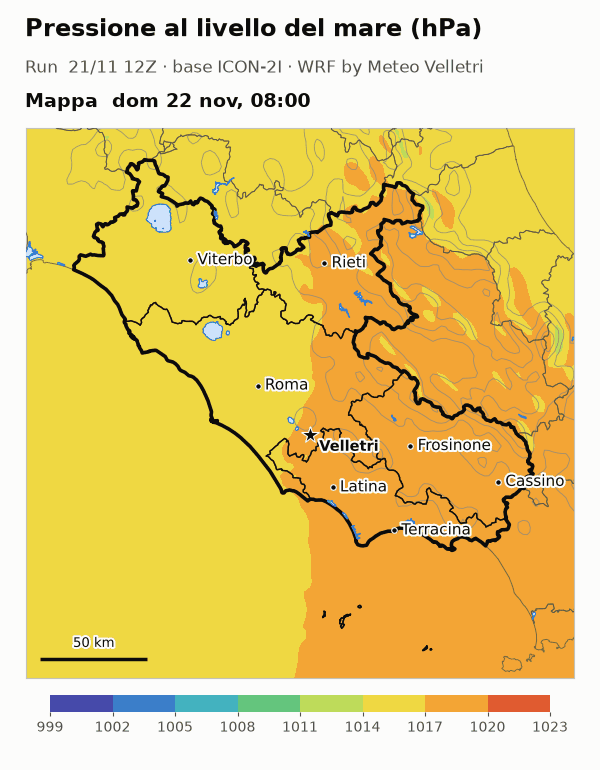 Pressione al livello del mare (hPa)
Run  21/11 12Z · base ICON-2I · WRF by Meteo Velletri
Mappa  dom 22 nov, 08:00
Viterbo
Rieti
Roma
Velletri
Frosinone
Latina
Cassino
Terracina
50 km
999 1002 1005 1008 1011 1014 1017 1020 1023